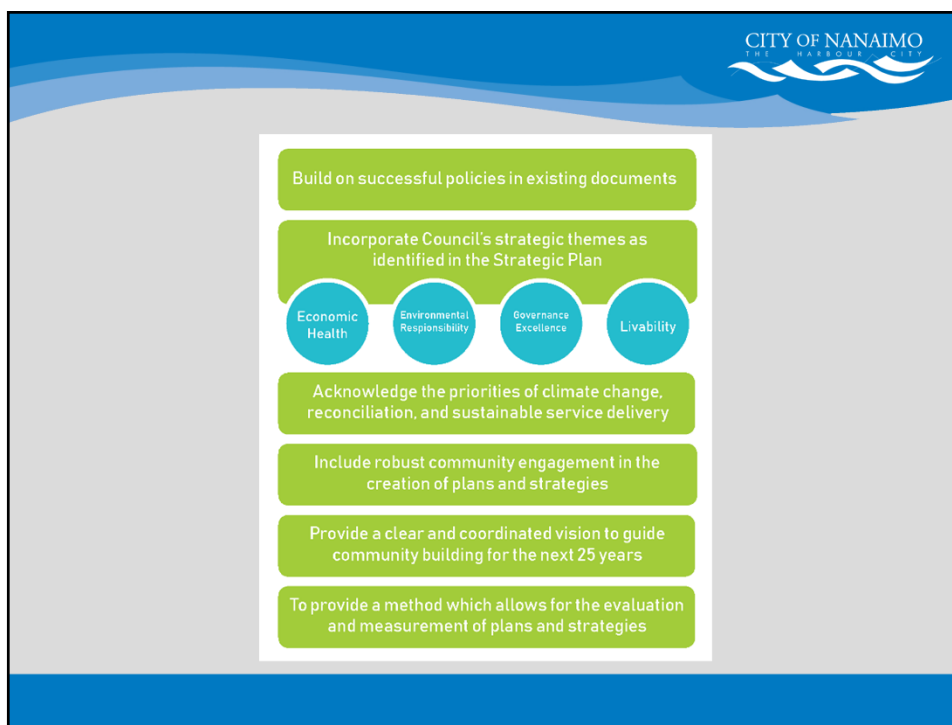 CITY OF NANAIMO
THE HARBOUR CITY
Build on successful policies in existing documents
Incorporate Council's strategic themes as
identified in the Strategic Plan
Economic
Health
Environmental
Responsibility
Governance
Excellence
Livability
Acknowledge the priorities of climate change,
reconciliation, and sustainable service delivery
Include robust community engagement in the
creation of plans and strategies
Provide a clear and coordinated vision to guide
community building for the next 25 years
To provide a method which allows for the evaluation
and measurement of plans and strategies